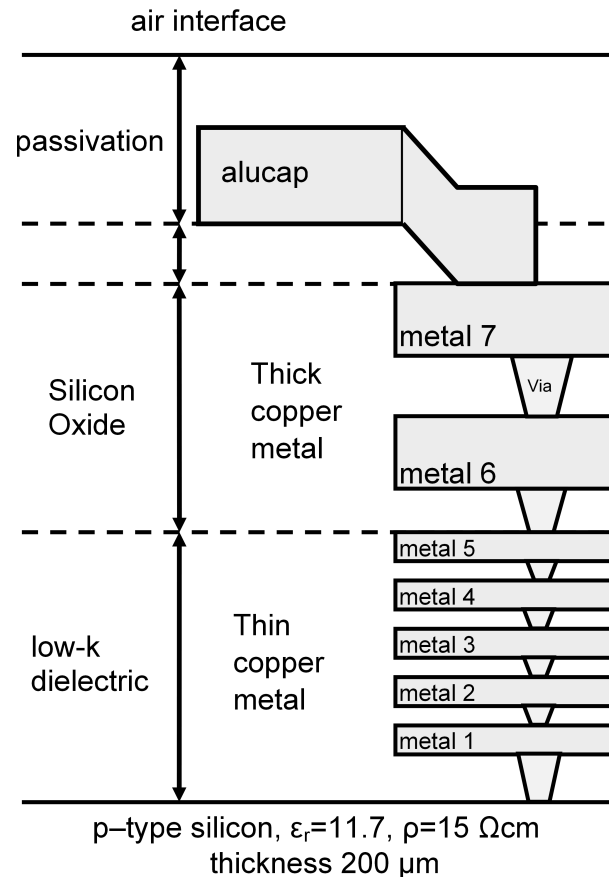 air interface
passivation
alucap
metal 7
Silicon
Oxide
Thick
copper
metal
Via
metal 6
metal 5
metal 4
metal 3
metal 2
metal 1
low-k
dielectric
Thin
copper
metal
p–type silicon, εr=11.7, ρ=15 Ωcm
thickness 200 μm